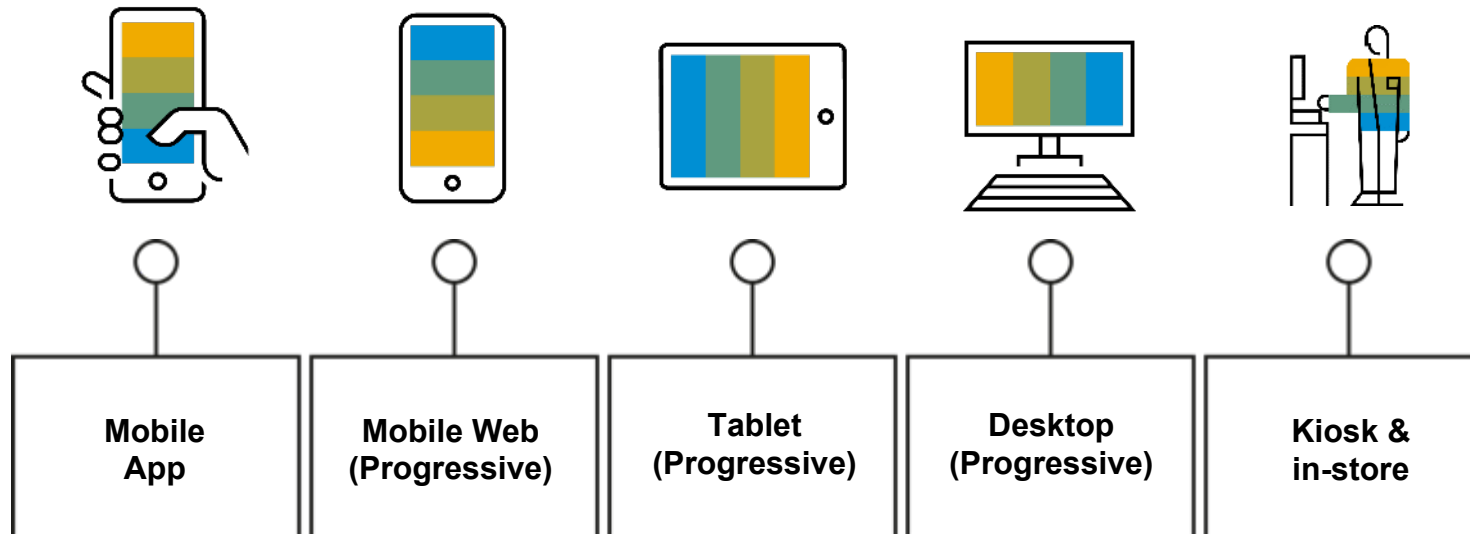 Mobile
App
Mobile Web
(Progressive)
Tablet
(Progressive)
Desktop
(Progressive)
Kiosk &
in-store